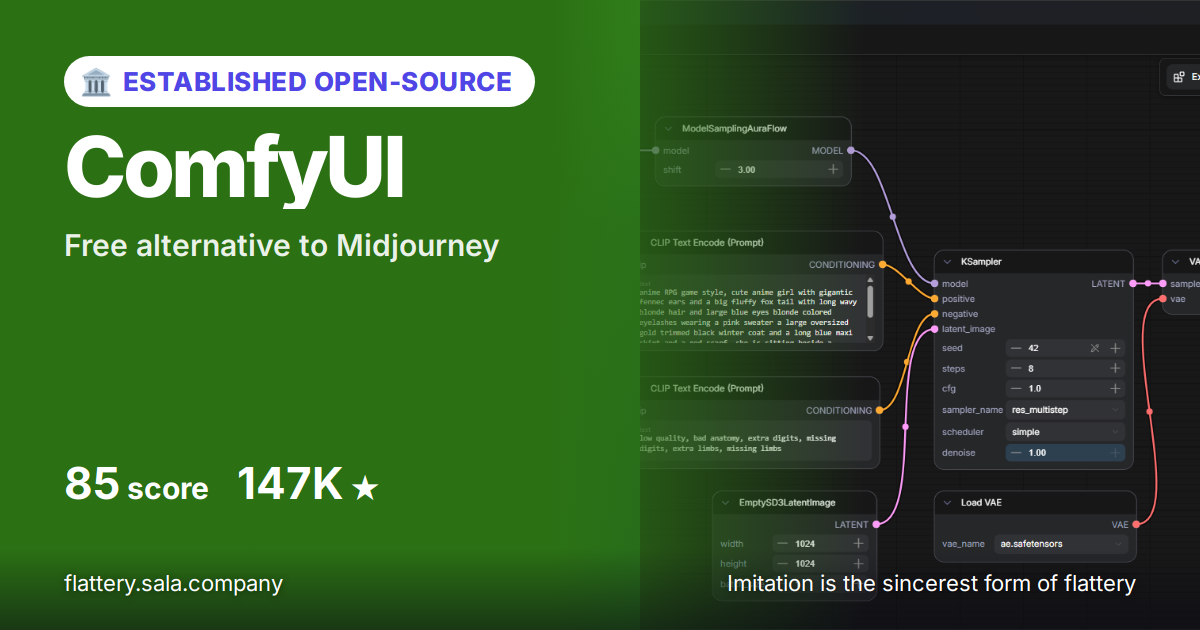 ESTABLISHED OPEN-SOURCE
ComfyUI
Free alternative to Midjourney
85 score 147K ★
flattery.sala.company
ModelSamplingAuraFlow
model MODEL
shift 3.00
CLIP Text Encode (Prompt)
CONDITIONING
anime RPG game style, cute anime girl with gigantic
fennec ears and a big fluffy fox tail with long wavy
blonde hair and large blue eyes blonde colored
eyelashes wearing a pink sweater a large oversized
gold trimmed black winter coat and a long blue maxi
CLIP Text Encode (Prompt)
CONDITIONING
low quality, bad anatomy, extra digits, missing
digits, extra limbs, missing limbs
EmptySD3LatentImage
LATENT
width 1024
height 1024
KSampler
model LATENT
positive
negative
latent_image
seed 42
steps 8
cfg 1.0
sampler_name res_multistep
scheduler simple
denoise 1.00
Load VAE
VAE
vae_name ae.safetensors
Ex
VA
sample
vae
Imitation is the sincerest form of flattery